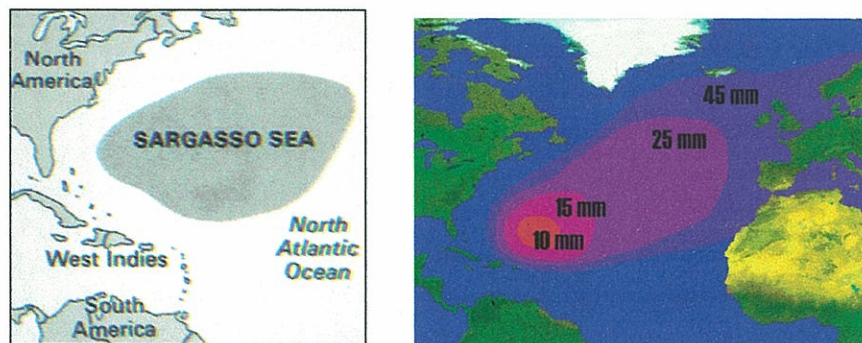 North
America
SARGASSO SEA
West Indies
North
Atlantic
Ocean
South
America
45 mm
25 mm
15 mm
10 mm